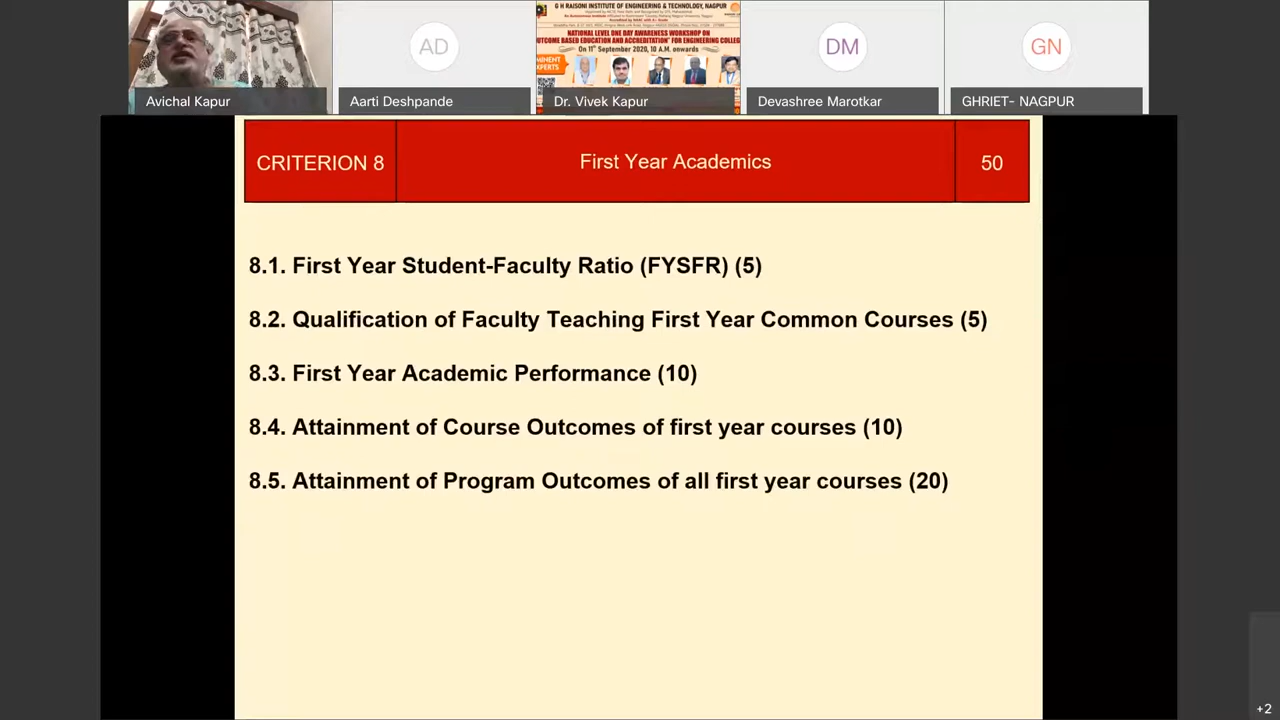 G H RAISONI INSTITUTE OF ENGINEERING & TECHNOLOGY, NAGPUR
NATIONAL LEVEL ONE DAY AWARENESS WORKSHOP ON
OUTCOME BASED EDUCATION AND ACCREDITATION" FOR ENGINEERING COLLEG
On 11th September 2020, 10 A.M. onwards
MINENT
EXPERTS
AD
DM
GN
Avichal Kapur
Aarti Deshpande
Dr. Vivek Kapur
Devashree Marotkar
GHRIET- NAGPUR
CRITERION 8
First Year Academics
50
8.1. First Year Student-Faculty Ratio (FYSFR) (5)
8.2. Qualification of Faculty Teaching First Year Common Courses (5)
8.3. First Year Academic Performance (10)
8.4. Attainment of Course Outcomes of first year courses (10)
8.5. Attainment of Program Outcomes of all first year courses (20)
+2